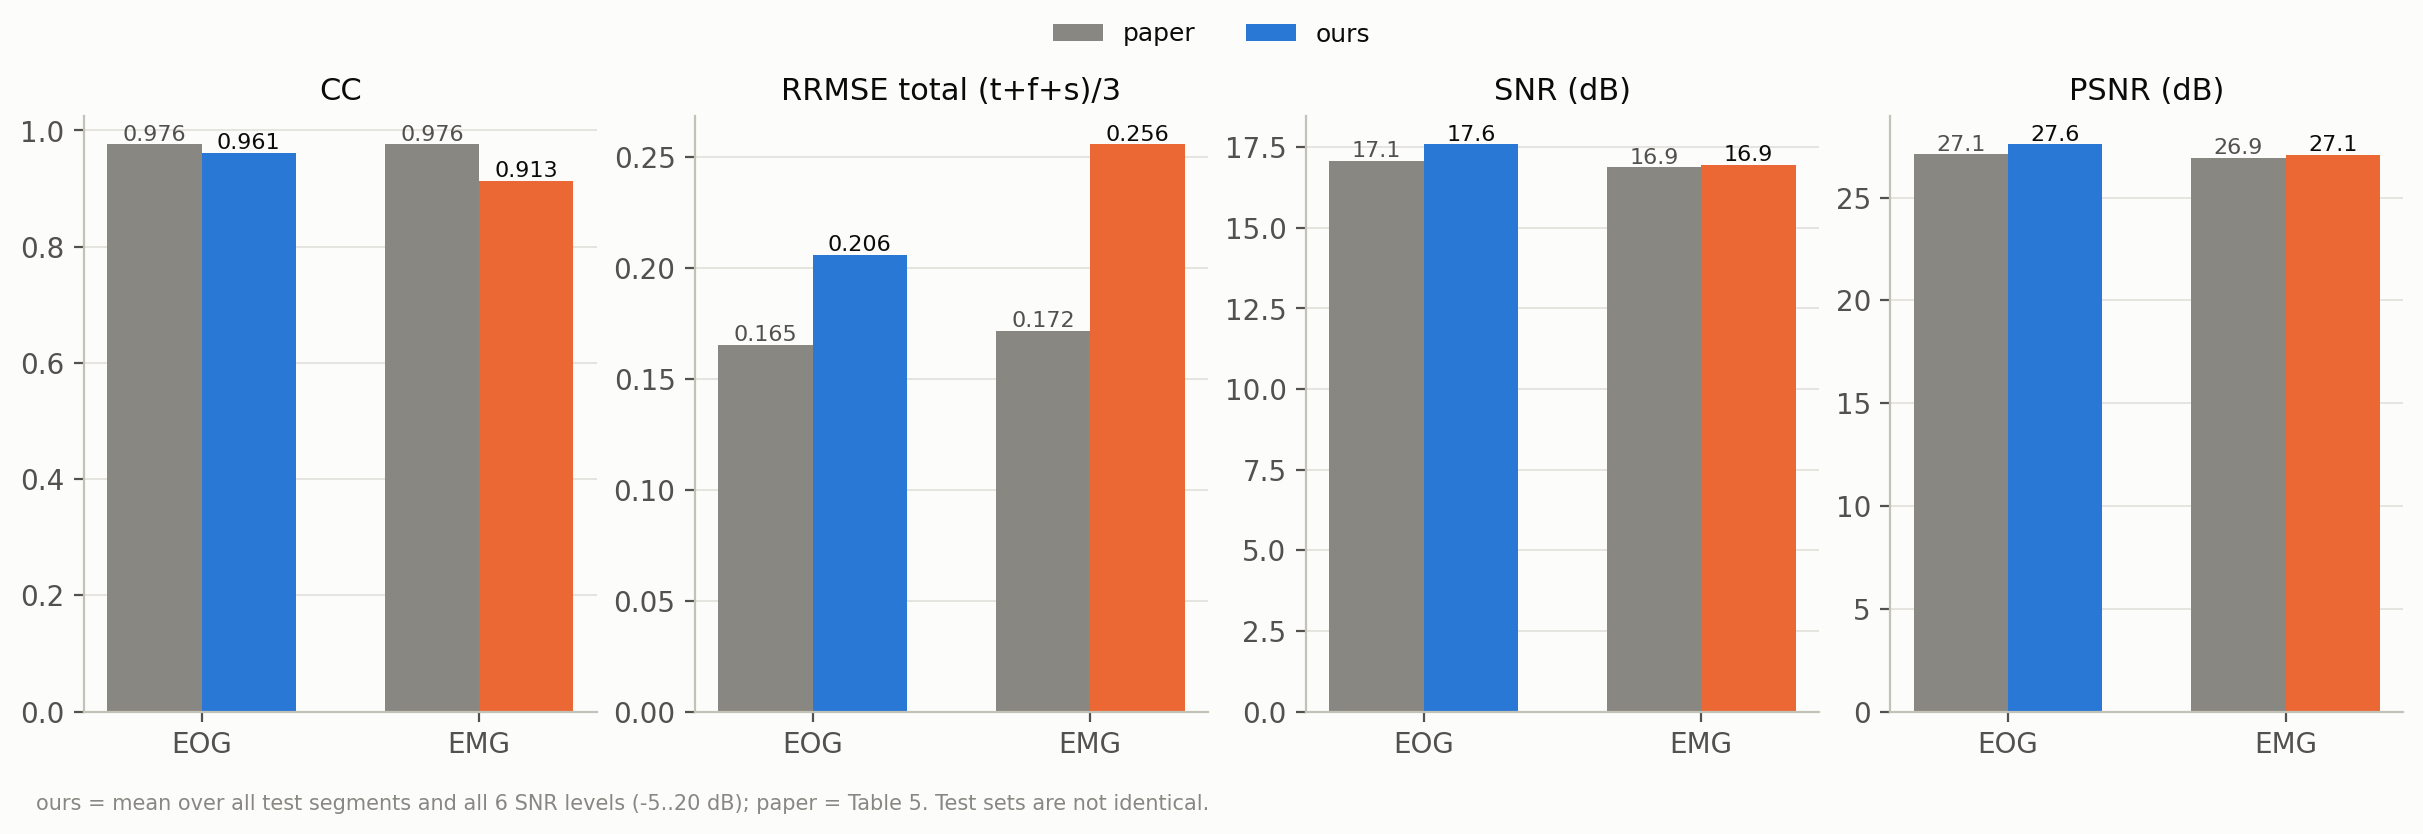 paper ours
CC
1.0
0.8
0.6
0.4
0.2
0.0
0.976 0.961 0.976 0.913
EOG EMG
RRMSE total (t+f+s)/3
0.25
0.20
0.15
0.10
0.05
0.00
0.165 0.206 0.172 0.256
EOG EMG
SNR (dB)
17.5
15.0
12.5
10.0
7.5
5.0
2.5
0.0
17.1 17.6 16.9 16.9
EOG EMG
PSNR (dB)
25
20
15
10
5
0
27.1 27.6 26.9 27.1
EOG EMG
ours = mean over all test segments and all 6 SNR levels (-5..20 dB); paper = Table 5. Test sets are not identical.